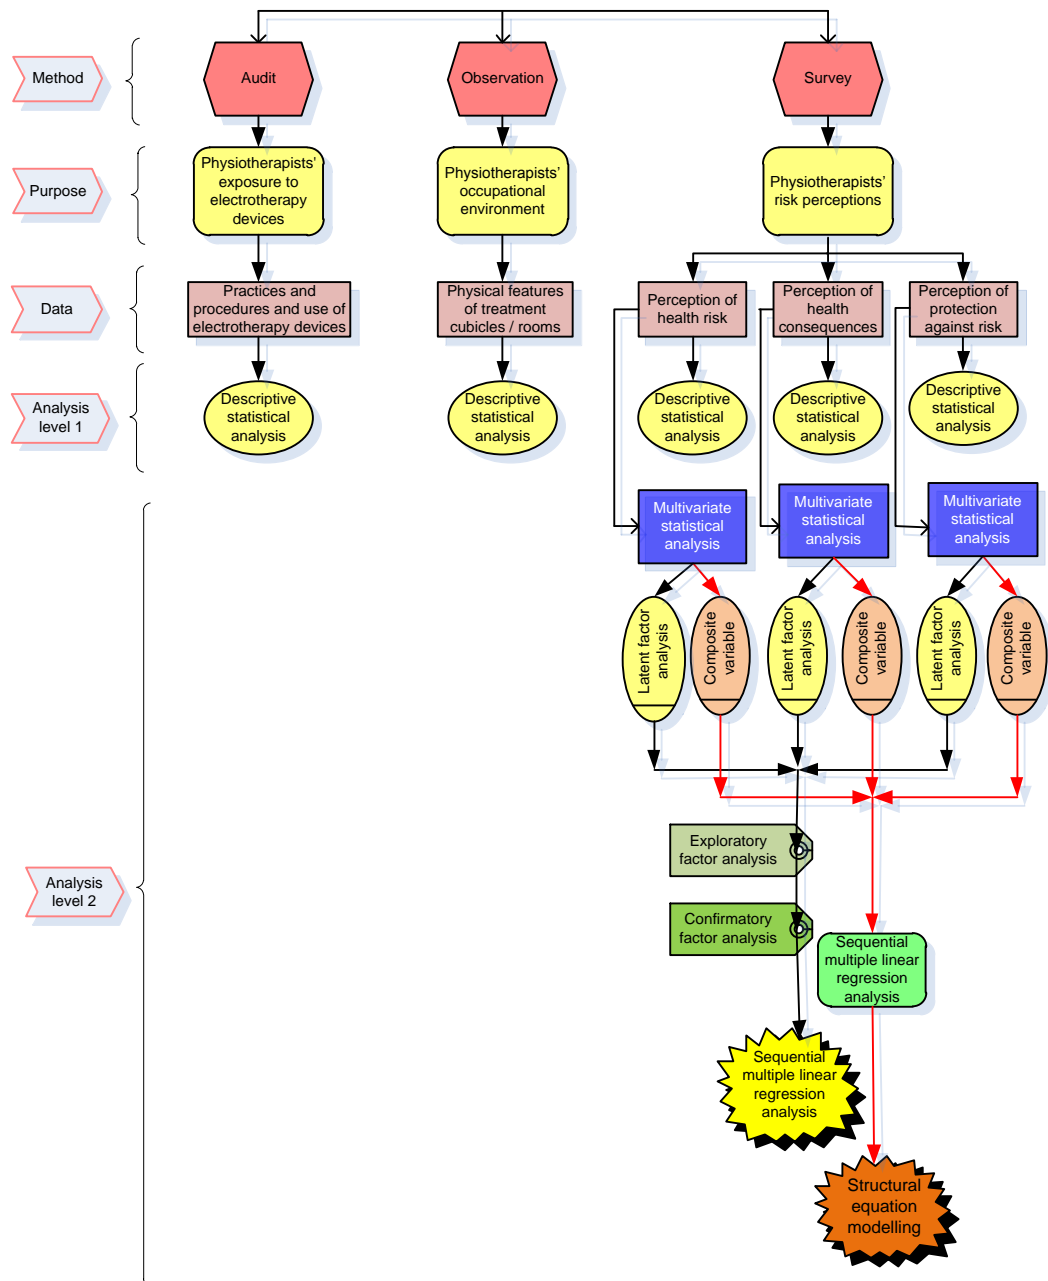 Method
Audit
Observation
Survey
Purpose
Physiotherapists'
exposure to
electrotherapy
devices
Physiotherapists'
occupational
environment
Physiotherapists'
risk perceptions
Data
Practices and
procedures and use of
electrotherapy devices
Physical features
of treatment
cubicles / rooms
Perception of
health risk
Perception of
health
consequences
Perception of
protection
against risk
Analysis
level 1
Descriptive
statistical
analysis
Descriptive
statistical
analysis
Descriptive
statistical
analysis
Descriptive
statistical
analysis
Descriptive
statistical
analysis
Analysis
level 2
Multivariate
statistical
analysis
Multivariate
statistical
analysis
Multivariate
statistical
analysis
Latent factor
analysis
Composite
variable
Latent factor
analysis
Composite
variable
Latent factor
analysis
Composite
variable
Exploratory
factor analysis
Confirmatory
factor analysis
Sequential
multiple linear
regression
analysis
Sequential
multiple linear
regression
analysis
Structural
equation
modelling